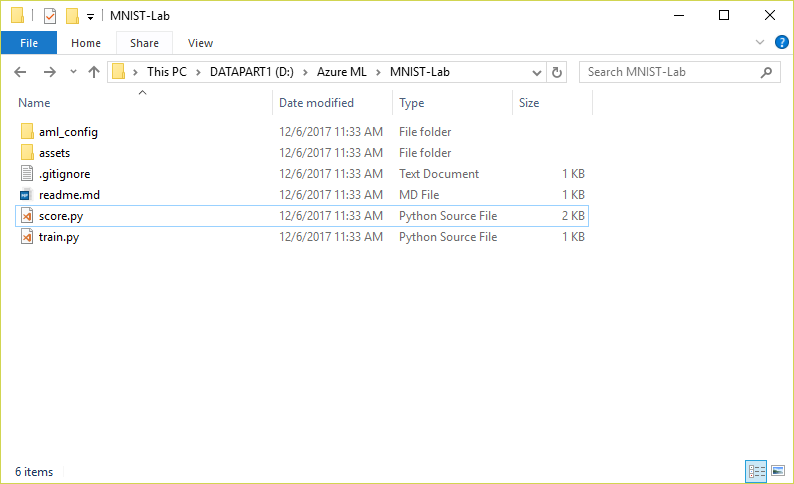 MNIST-Lab
File Home Share View
This PC DATAPART1 (D:) Azure ML MNIST-Lab Search MNIST-Lab
Name Date modified Type Size
aml_config 12/6/2017 11:33 AM File folder
assets 12/6/2017 11:33 AM File folder
.gitignore 12/6/2017 11:33 AM Text Document 1 KB
readme.md 12/6/2017 11:33 AM MD File 1 KB
score.py 12/6/2017 11:33 AM Python Source File 2 KB
train.py 12/6/2017 11:33 AM Python Source File 1 KB
6 items